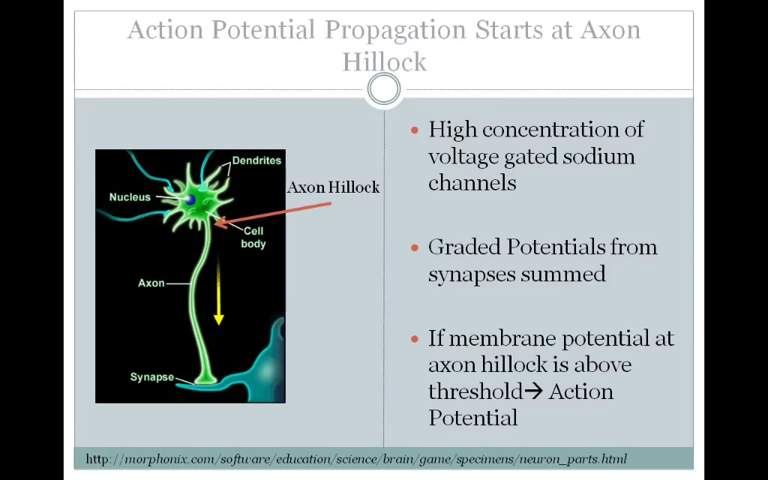 Action Potential Propagation Starts at Axon
Hillock
Dendrites
Nucleus
Axon Hillock
Cell
body
Axon
Synapse
• High concentration of
voltage gated sodium
channels
• Graded Potentials from
synapses summed
• If membrane potential at
axon hillock is above
threshold→ Action
Potential
http://morphonix.com/software/education/science/brain/game/specimens/neuron_parts.html